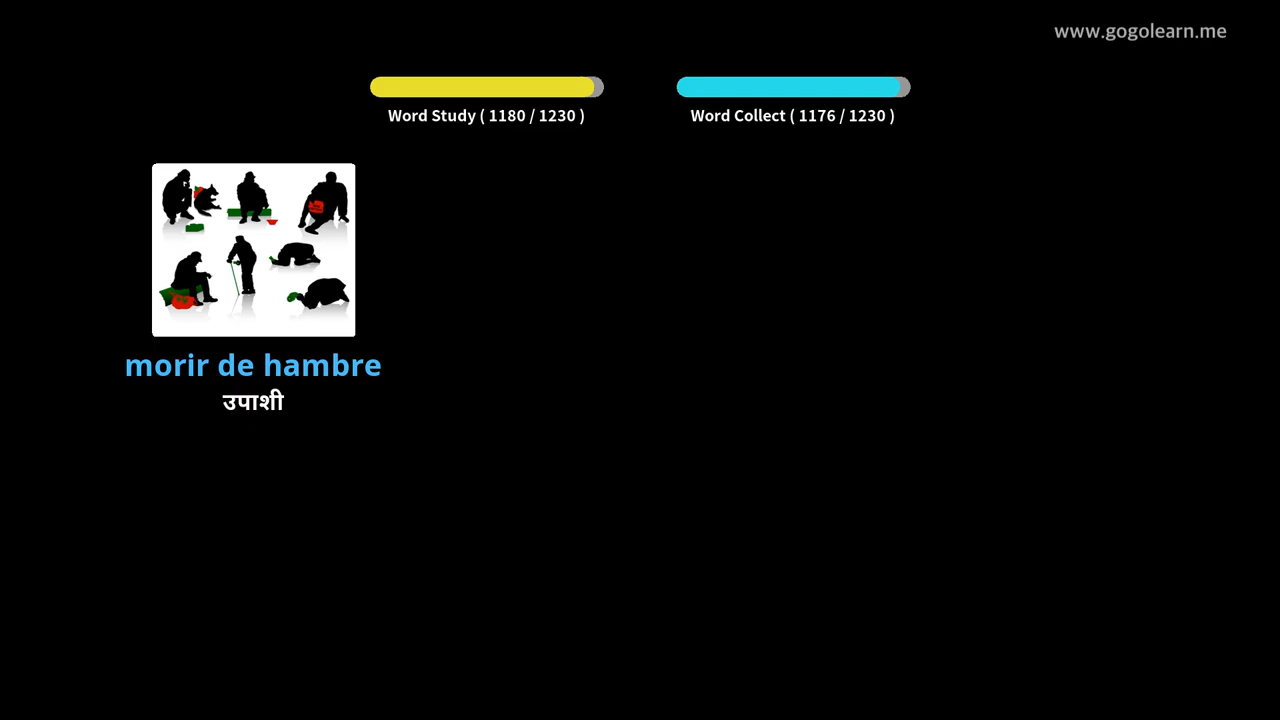 www.gogolearn.me
Word Study ( 1180 / 1230 )
Word Collect ( 1176 / 1230 )
morir de hambre
उपाशी